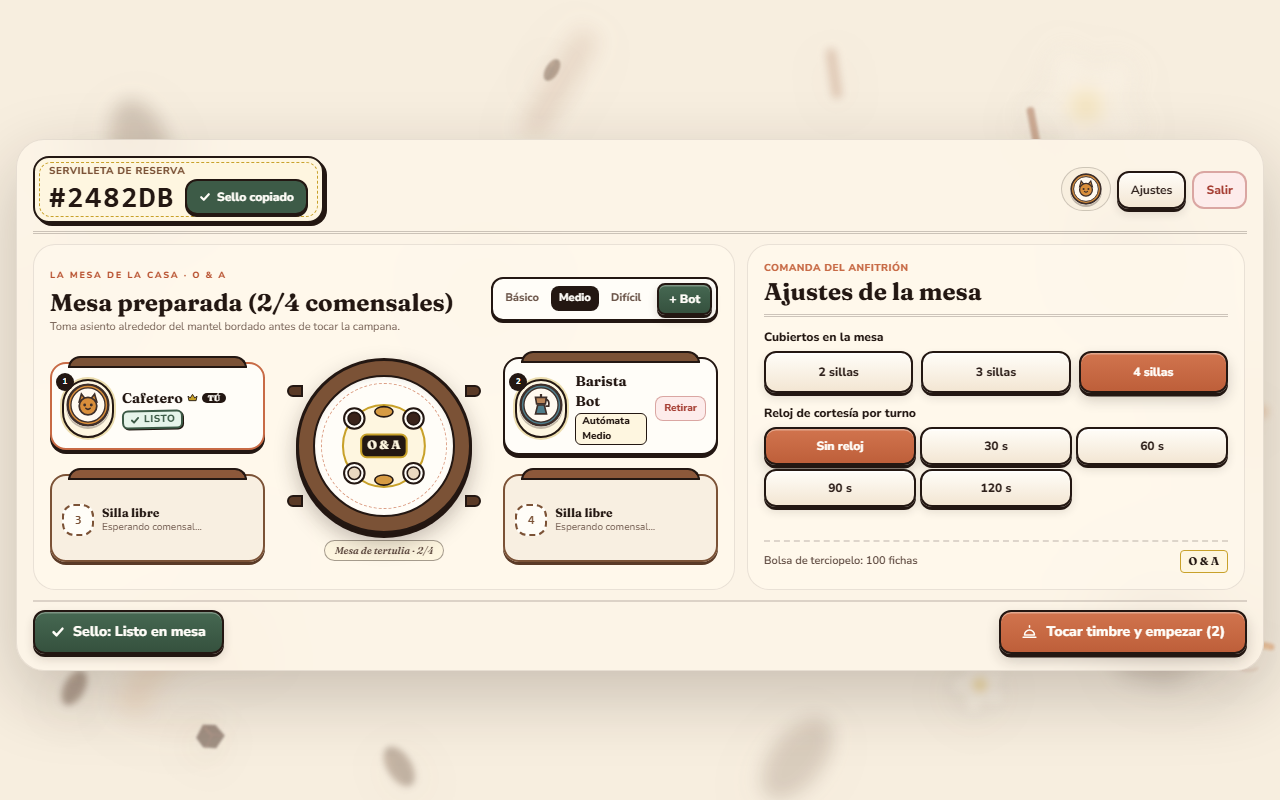 SERVILLETA DE RESERVA
#2482DB
Sello copiado
Ajustes
Salir
LA MESA DE LA CASA · O & A
Mesa preparada (2/4 comensales)
Toma asiento alrededor del mantel bordado antes de tocar la campana.
Básico
Medio
Difícil
+ Bot
1
Cafetero
TÚ
LISTO
2
Barista
Bot
Autómata
Medio
Retirar
O & A
3
Silla libre
Esperando comensal...
4
Silla libre
Esperando comensal...
Mesa de tertulia · 2/4
COMANDA DEL ANFITRIÓN
Ajustes de la mesa
Cubiertos en la mesa
2 sillas
3 sillas
4 sillas
Reloj de cortesía por turno
Sin reloj
30 s
60 s
90 s
120 s
Bolsa de terciopelo: 100 fichas
O & A
Sello: Listo en mesa
Tocar timbre y empezar (2)